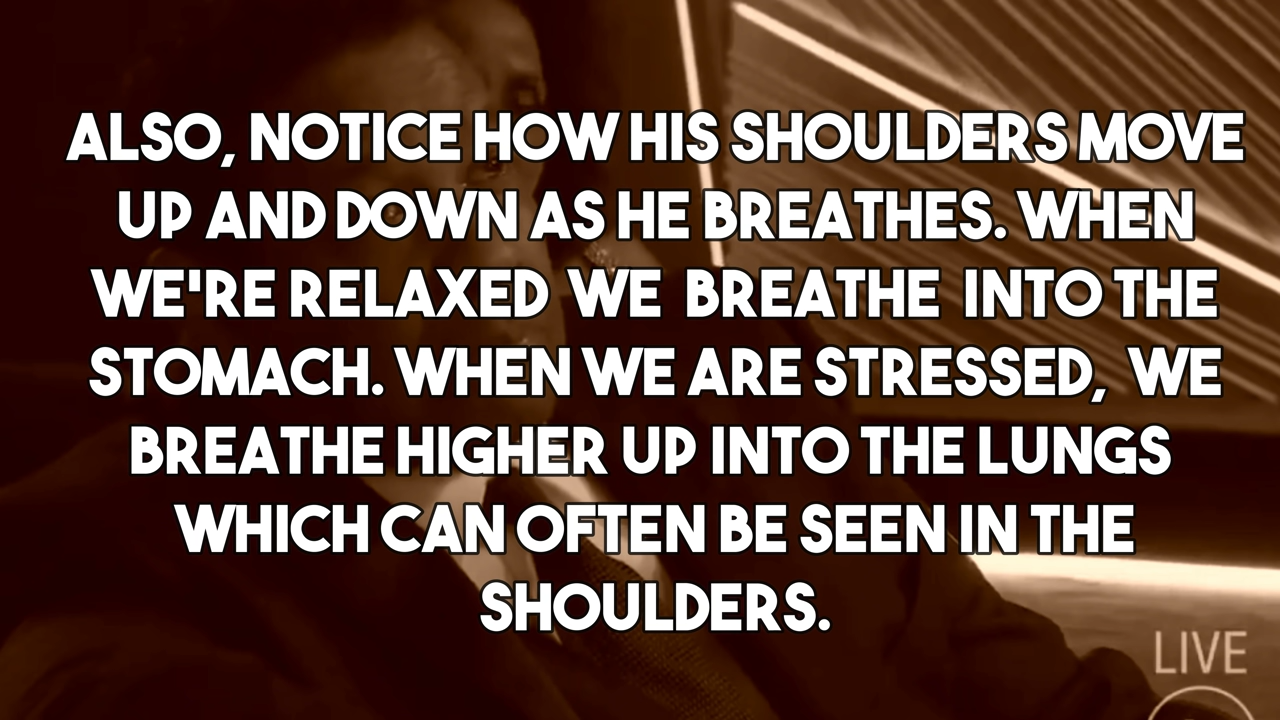 ALSO, NOTICE HOW HIS SHOULDERS MOVE
UP AND DOWN AS HE BREATHES. WHEN
WE'RE RELAXED WE BREATHE INTO THE
STOMACH. WHEN WE ARE STRESSED, WE
BREATHE HIGHER UP INTO THE LUNGS
WHICH CAN OFTEN BE SEEN IN THE
SHOULDERS.
LIVE